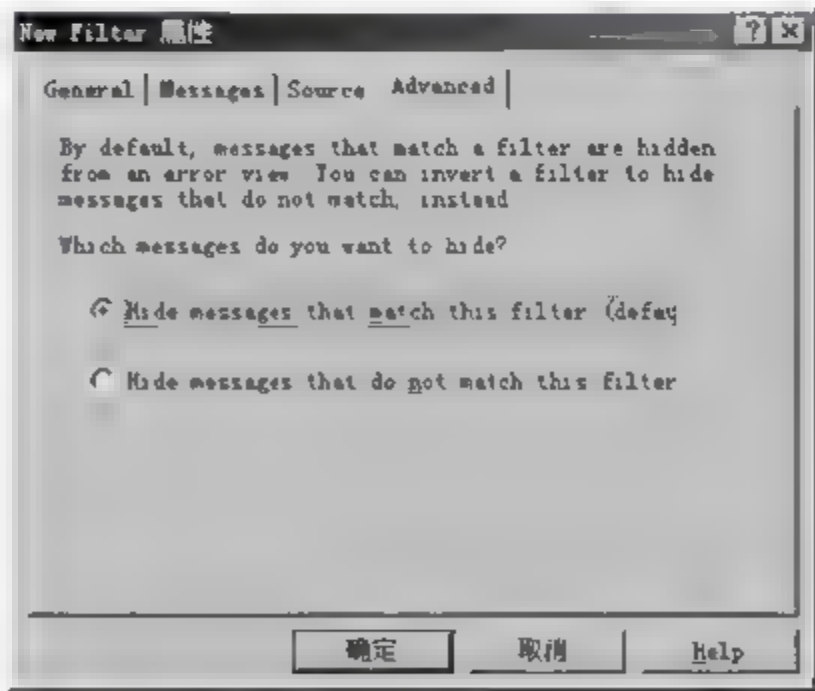 New Filter 属性
General Messages Source Advanced
By default, messages that match a filter are hidden
from an error view You can invert a filter to hide
messages that do not match, instead
Which messages do you want to hide?
Hide messages that match this filter (defau
Hide messages that do not match this filter
确定 取消 Help